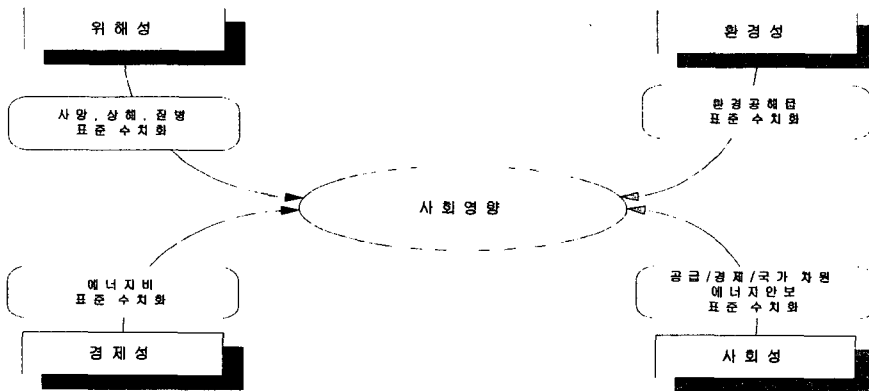 위해성
환경성
사망, 상해, 질병
표준 수치화
환경공해료
표준 수치화
사회영향
에너지비
표준 수치화
공급/경제/국가 차원
에너지안보
표준 수치화
경제성
사회성